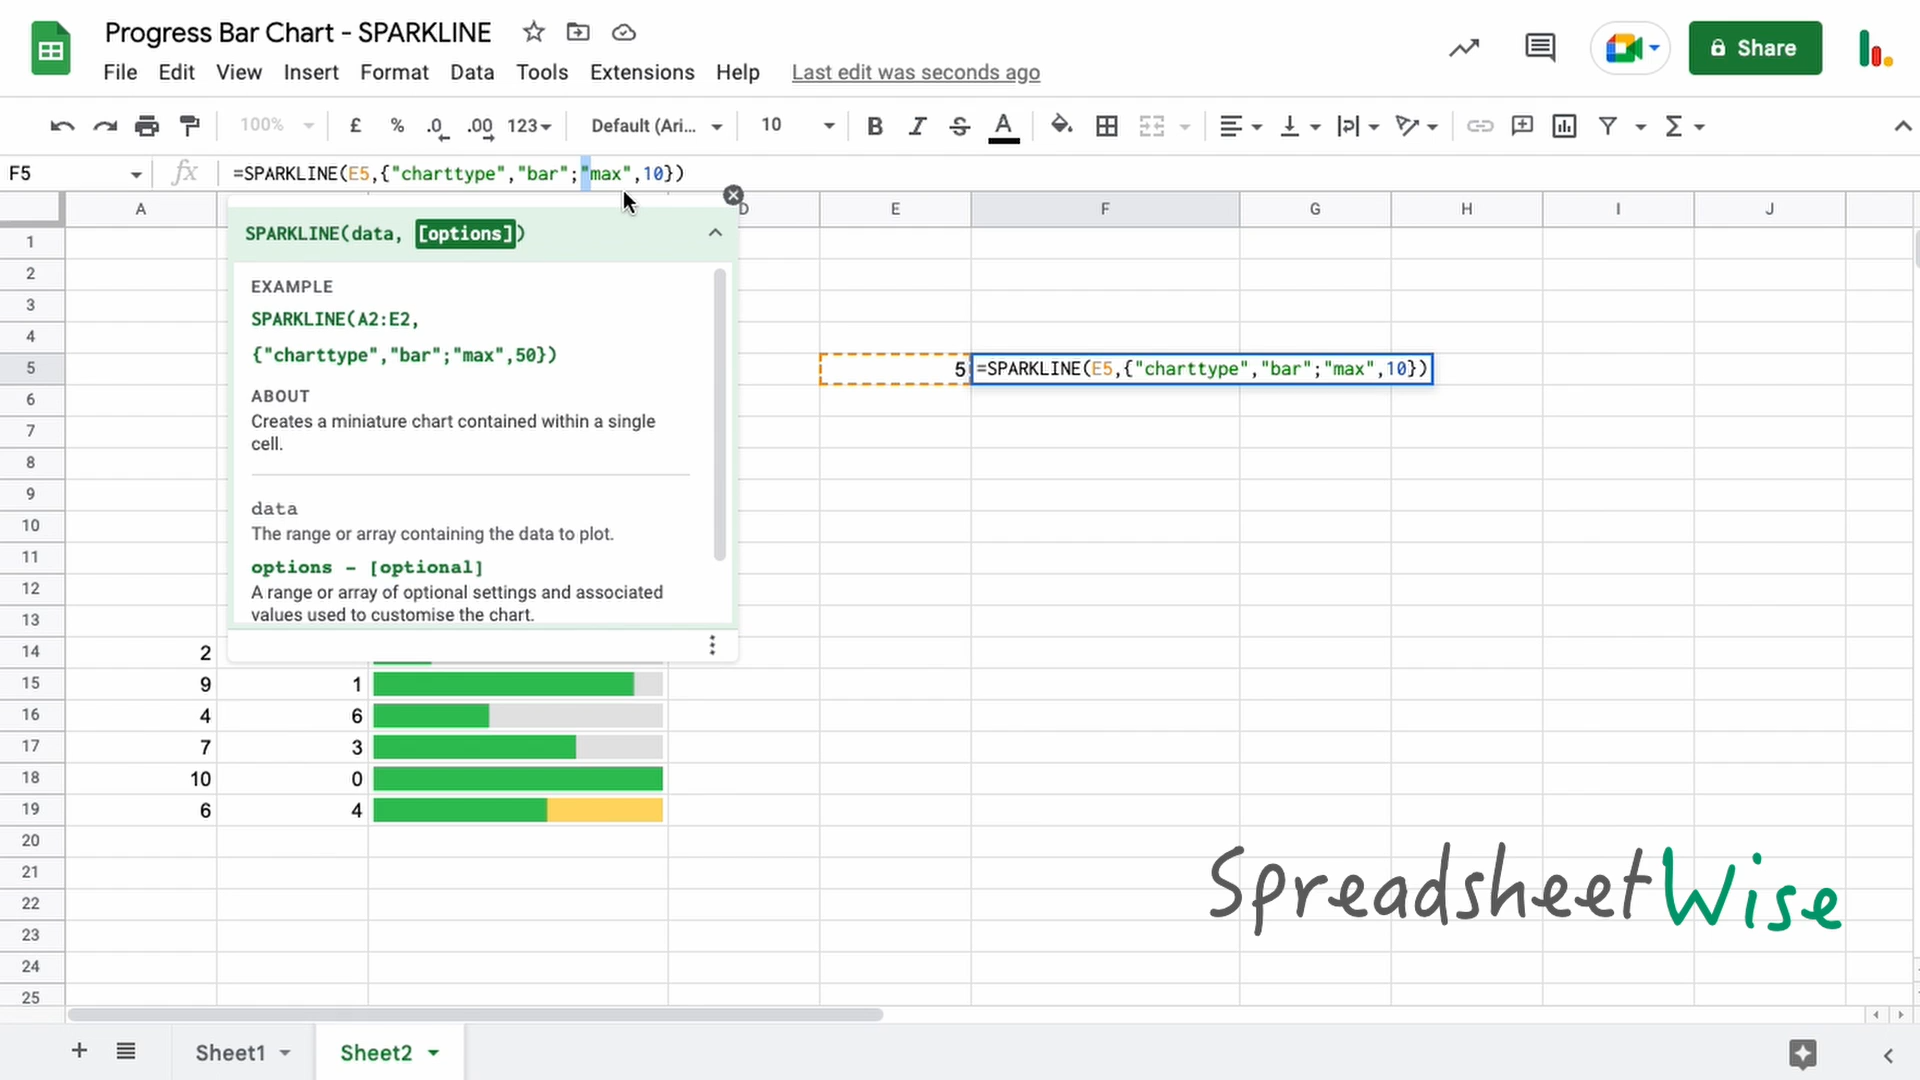 Progress Bar Chart - SPARKLINE
File Edit View Insert Format Data Tools Extensions Help Last edit was seconds ago
Share
100% £ % .0 .00 123 Default (Ari... 10 B I S A
F5 fx =SPARKLINE(E5,{"charttype","bar";"max",10})
A D E F G H I J
SPARKLINE(data, [options])
EXAMPLE
SPARKLINE(A2:E2,
{"charttype","bar";"max",50})
ABOUT
Creates a miniature chart contained within a single
cell.
data
The range or array containing the data to plot.
options - [optional]
A range or array of optional settings and associated
values used to customise the chart.
1
2
3
4
5 5 =SPARKLINE(E5,{"charttype","bar";"max",10})
6
7
8
9
10
11
12
13
14 2
15 9 1
16 4 6
17 7 3
18 10 0
19 6 4
20
21
22
23
24
25
SpreadsheetWise
Sheet1 Sheet2